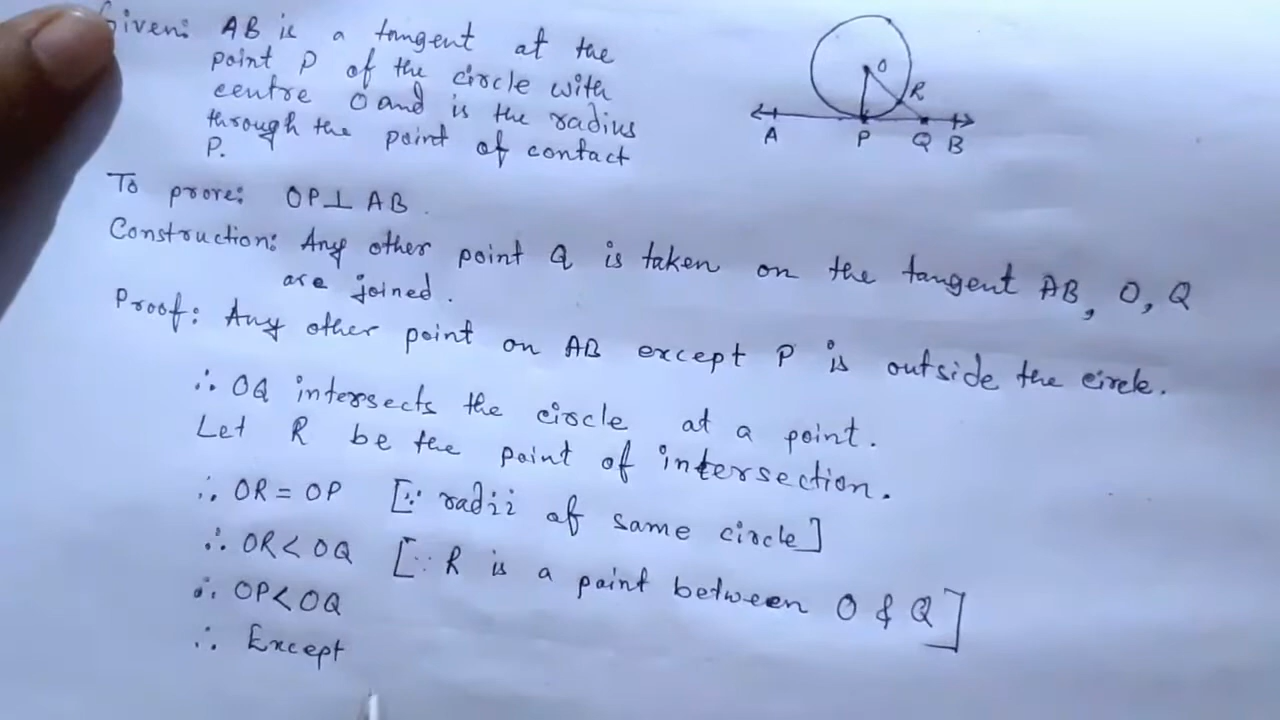 Given: AB is a tangent at the
point P of the circle with
centre O and is the radius
through the point of contact
P.
O
R
A
P
Q
B
To prove: OP⊥AB.
Construction: Any other point Q is taken on the tangent AB, O, Q
are joined.
Proof: Any other point on AB except P is outside the circle.
∴ OQ intersects the circle at a point.
Let R be the point of intersection.
∴ OR = OP [∵ radii of same circle]
∴ OR < OQ [∵ R is a point between O & Q]
∴ OP < OQ
∴ Except